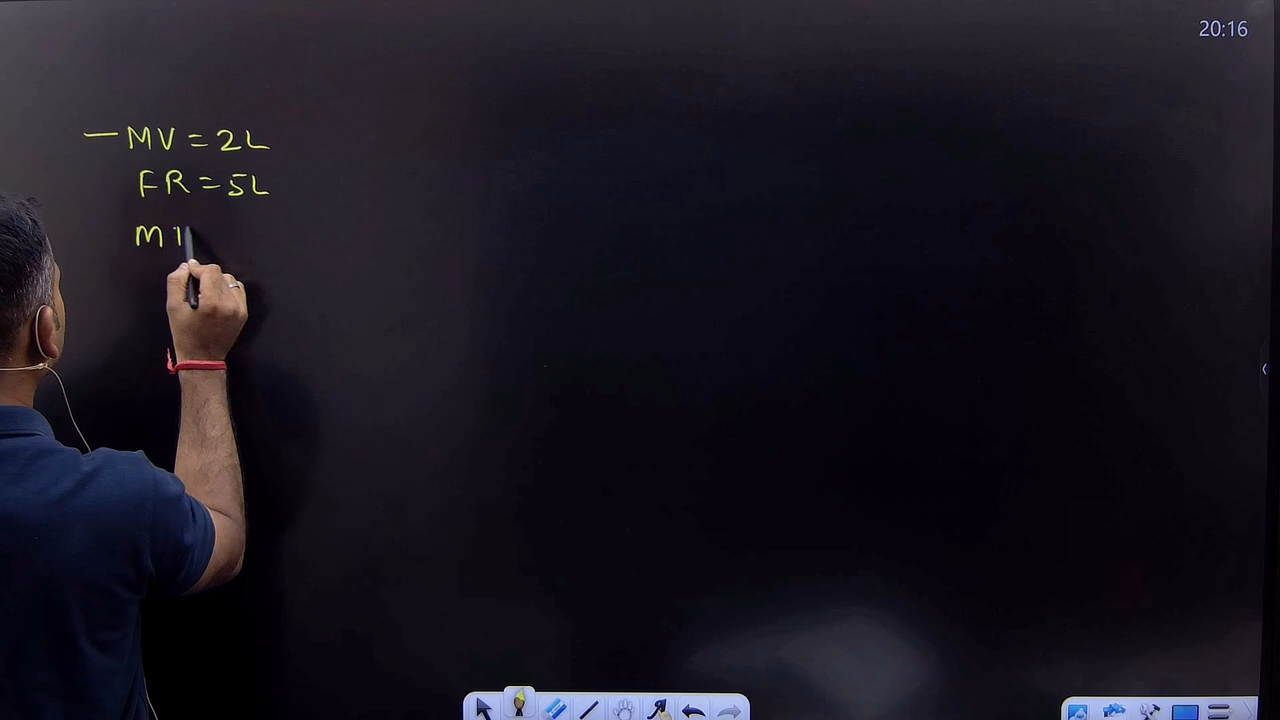 20:16
— MV = 2L
FR = 5L
M